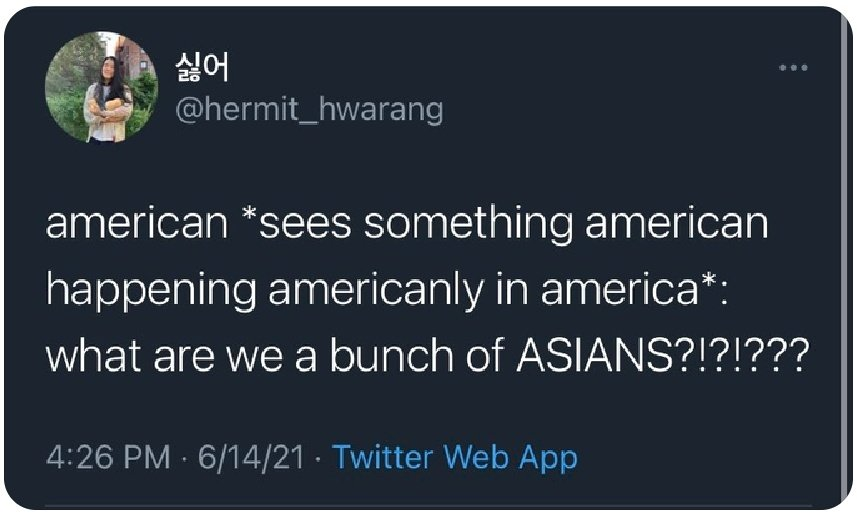 싫어
@hermit_hwarang
american *sees something american
happening americanly in america*:
what are we a bunch of ASIANS?!?!???
4:26 PM · 6/14/21 · Twitter Web App